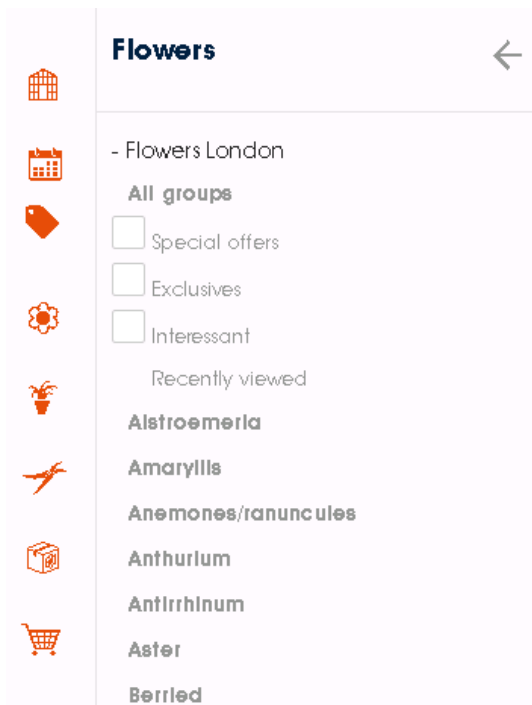 Flowers
- Flowers London
All groups
Special offers
Exclusives
Interessant
Recently viewed
Alstroemeria
Amaryllis
Anemones/ranuncules
Anthurium
Antirrhinum
Aster
Berried